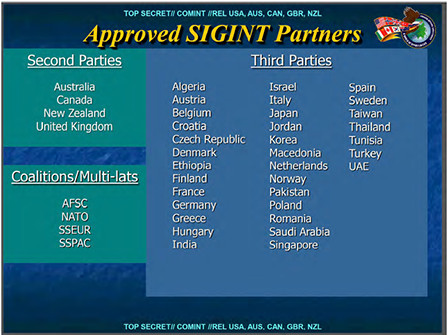 TOP SECRET// COMINT //REL USA, AUS, CAN, GBR, NZL
Approved SIGINT Partners
Second Parties
Australia
Canada
New Zealand
United Kingdom
Coalitions/Multi-lats
AFSC
NATO
SSEUR
SSPAC
Third Parties
Algeria
Austria
Belgium
Croatia
Czech Republic
Denmark
Ethiopia
Finland
France
Germany
Greece
Hungary
India
Israel
Italy
Japan
Jordan
Korea
Macedonia
Netherlands
Norway
Pakistan
Poland
Romania
Saudi Arabia
Singapore
Spain
Sweden
Taiwan
Thailand
Tunisia
Turkey
UAE
TOP SECRET// COMINT //REL USA, AUS, CAN, GBR, NZL